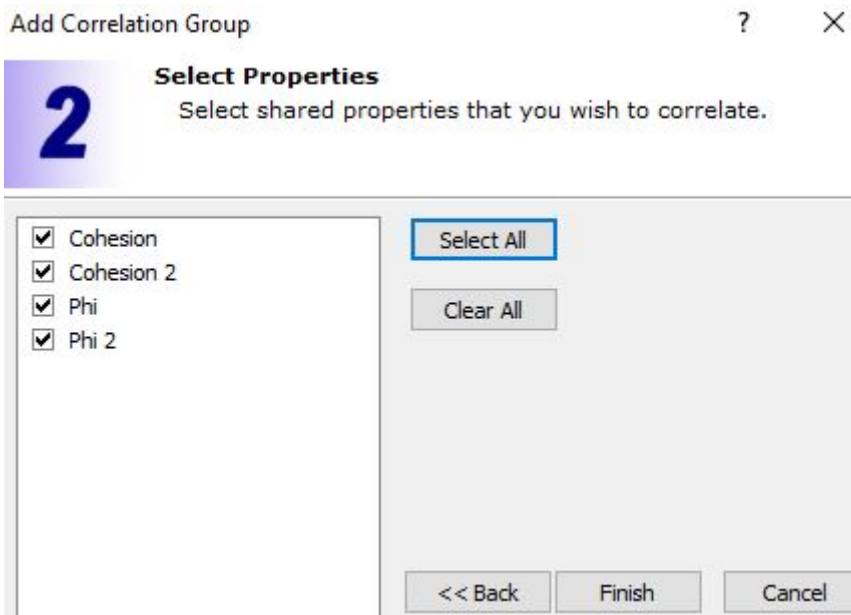 Add Correlation Group ? ×
2
Select Properties
Select shared properties that you wish to correlate.
Cohesion
Cohesion 2
Phi
Phi 2
Select All
Clear All
<< Back Finish Cancel